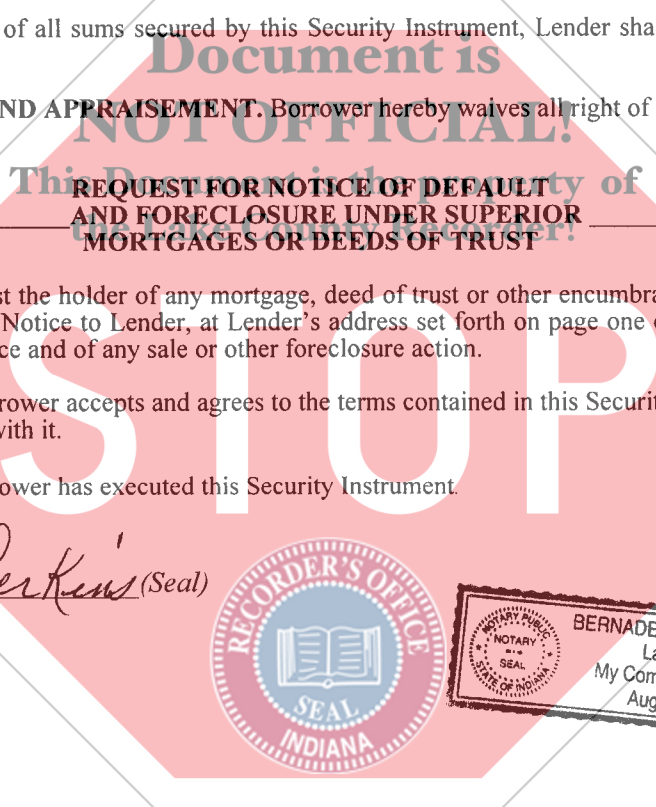 of all sums secured by this Security Instrument, Lender sha
Document is
ND APPRAISEMENT. Borrower hereby waives all right of
NOT OFFICIAL!
This Document is the property of
REQUEST FOR NOTICE OF DEFAULT
AND FORECLOSURE UNDER SUPERIOR
the Lake County Recorder!
MORTGAGES OR DEEDS OF TRUST
st the holder of any mortgage, deed of trust or other encumbra
Notice to Lender, at Lender's address set forth on page one
ce and of any sale or other foreclosure action.
STOP
rower accepts and agrees to the terms contained in this Securit
with it.
ower has executed this Security Instrument.
erkins (Seal)
RECORDER'S OFFICE
SEAL
INDIANA
NOTARY PUBLIC
NOTARY
SEAL
STATE OF INDIANA
BERNADE
La
My Com
Aug